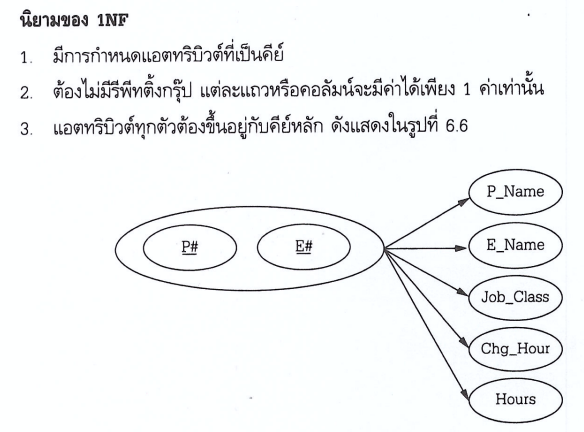 นิยามของ 1NF
1. มีการกำหนดแอตทริบิวต์ที่เป็นคีย์
2. ต้องไม่มีรีพีทติ้งกรุ๊ป แต่ละแถวหรือคอลัมน์จะมีค่าได้เพียง 1 ค่าเท่านั้น
3. แอตทริบิวต์ทุกตัวต้องขึ้นอยู่กับคีย์หลัก ดังแสดงในรูปที่ 6.6
P_Name
P# E# E_Name
Job_Class
Chg_Hour
Hours